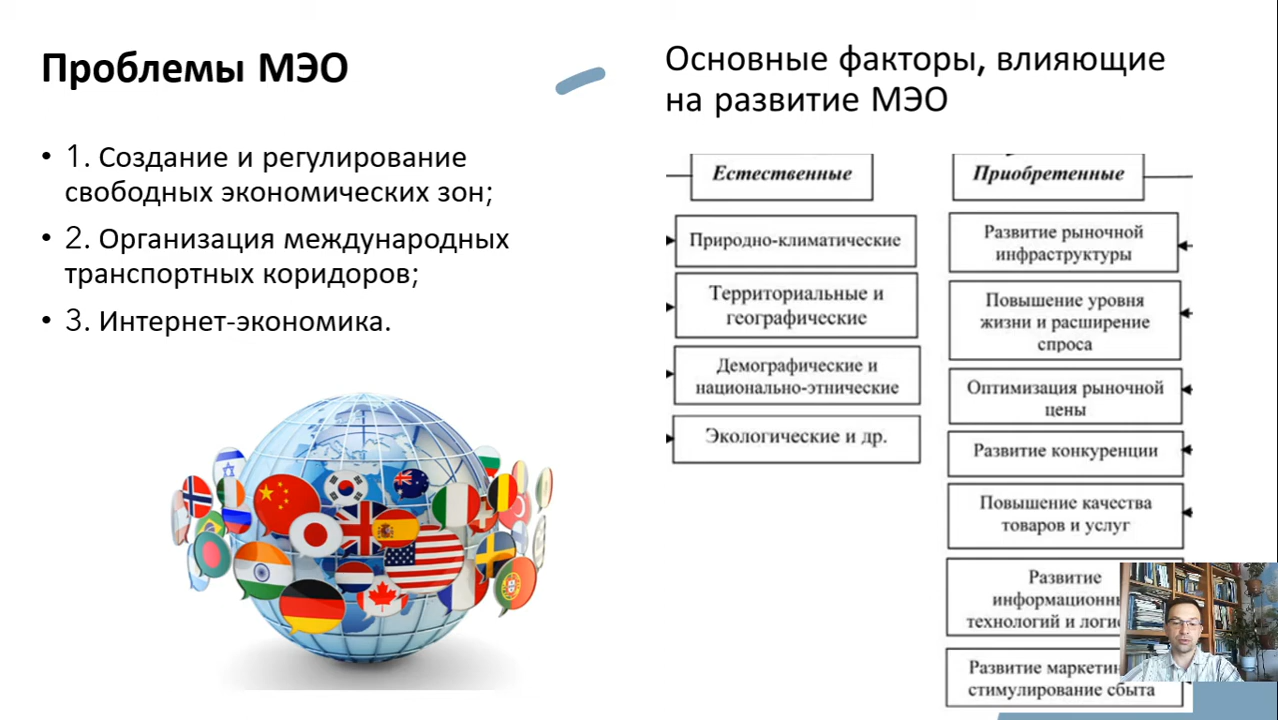 Проблемы МЭО
• 1. Создание и регулирование
свободных экономических зон;
• 2. Организация международных
транспортных коридоров;
• 3. Интернет-экономика.
Основные факторы, влияющие
на развитие МЭО
Естественные
Природно-климатические
Территориальные и
географические
Демографические и
национально-этнические
Экологические и др.
Приобретенные
Развитие рыночной
инфраструктуры
Повышение уровня
жизни и расширение
спроса
Оптимизация рыночной
цены
Развитие конкуренции
Повышение качества
товаров и услуг
Развитие
технологий и
Развитие
стимулирование сбыта